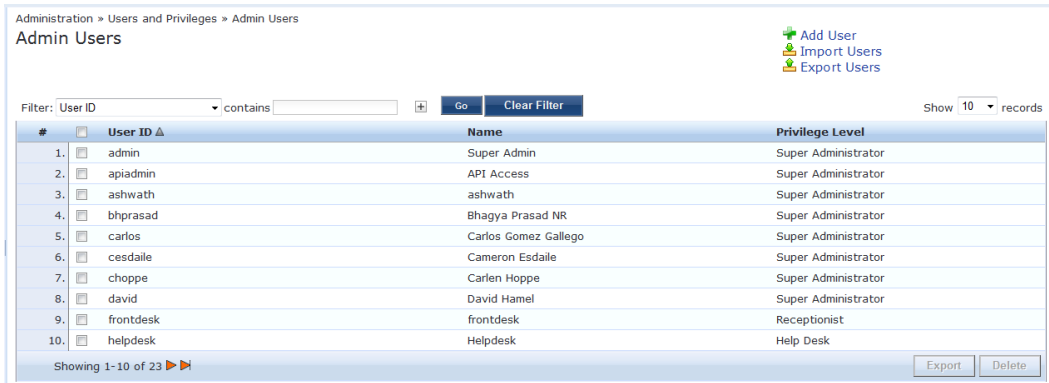 Administration » Users and Privileges » Admin Users
Admin Users
Add User
Import Users
Export Users
Filter: User ID contains + Go Clear Filter Show 10 records
# User ID Name Privilege Level
1. admin Super Admin Super Administrator
2. apiadmin API Access Super Administrator
3. ashwath ashwath Super Administrator
4. bhprasad Bhagya Prasad NR Super Administrator
5. carlos Carlos Gomez Gallego Super Administrator
6. cesdaile Cameron Esdaile Super Administrator
7. choppe Carlen Hoppe Super Administrator
8. david David Hamel Super Administrator
9. frontdesk frontdesk Receptionist
10. helpdesk Helpdesk Help Desk
Showing 1-10 of 23 Export Delete